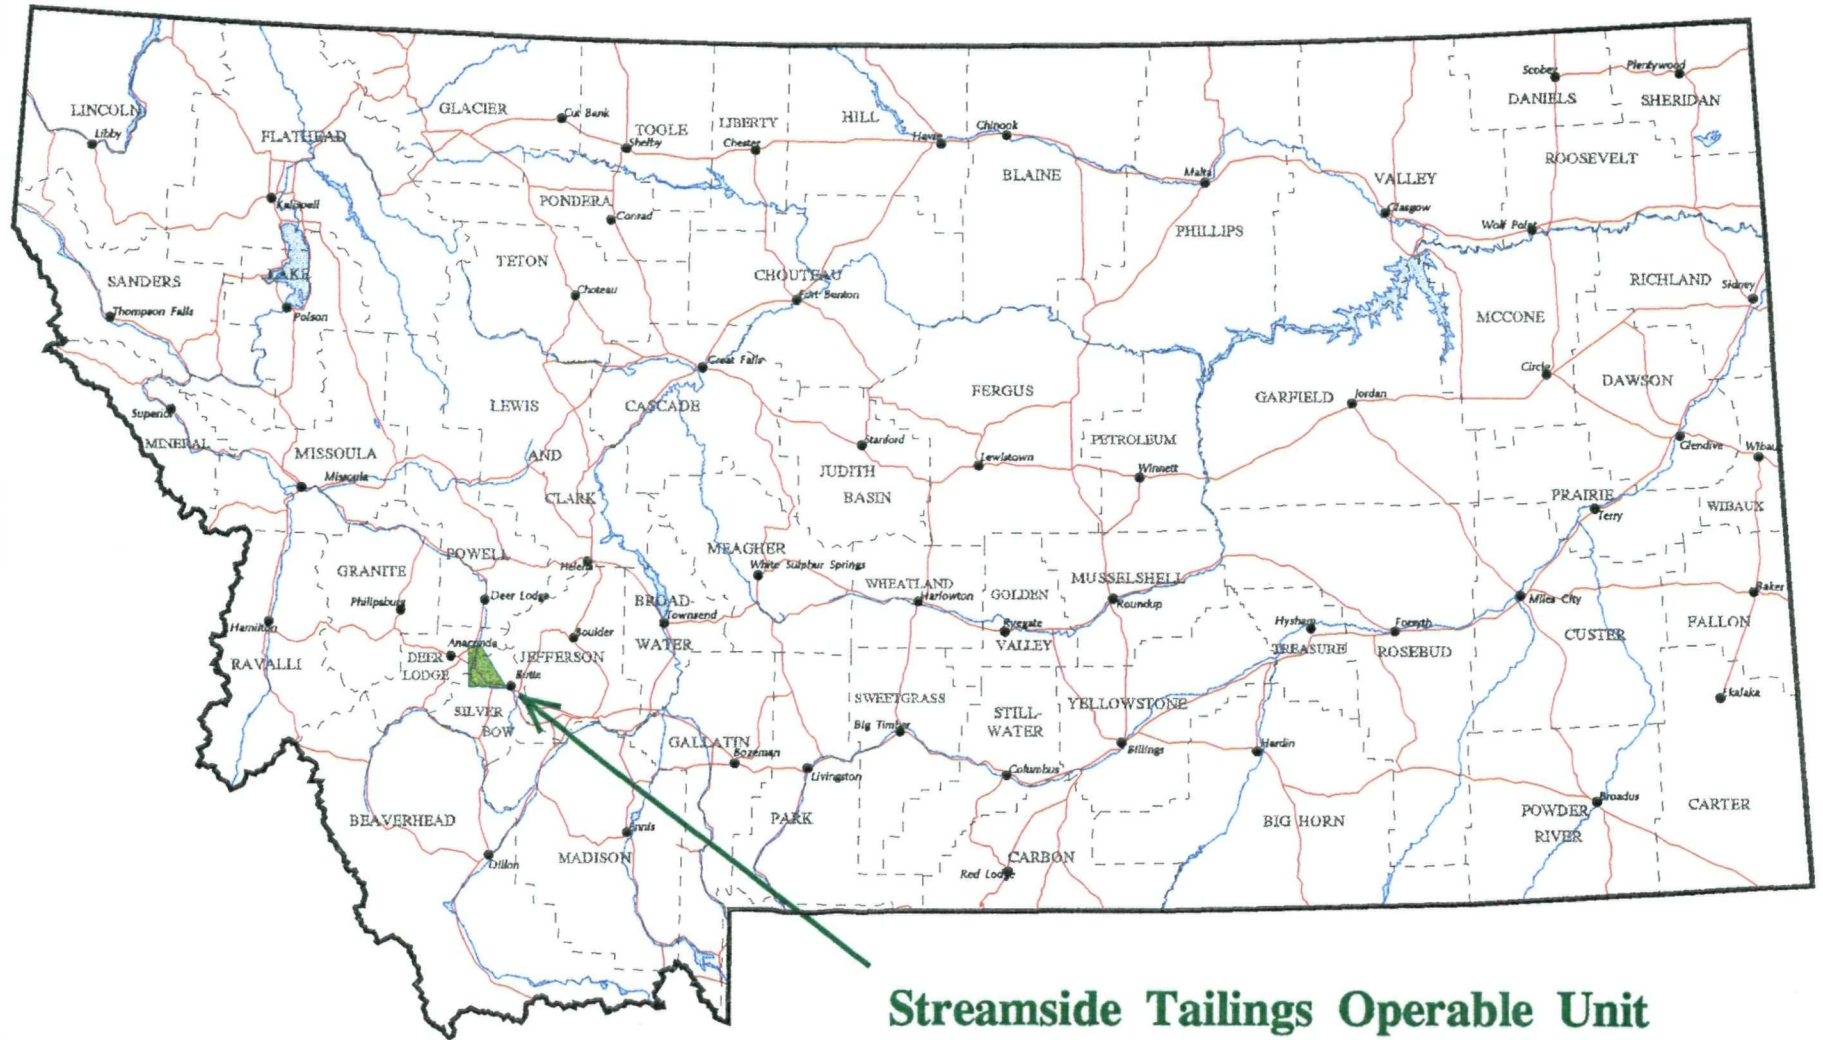 Scobey
Plentywood
DANIELS
SHERIDAN
LINCOLN
Libby
GLACIER
Cut Bank
TOOLE
Shelby
LIBERTY
Chester
HILL
Havre
Chinook
FLATHEAD
ROOSEVELT
BLAINE
Malta
VALLEY
Kalispell
PONDERA
Conrad
Glasgow
Wolf Point
PHILLIPS
TETON
CHOUTEAU
SANDERS
LAKE
RICHLAND
Sidney
Choteau
Fort Benton
Thompson Falls
Polson
MCCONE
Great Falls
Circle
DAWSON
FERGUS
GARFIELD
Jordan
LEWIS
CASCADE
Superior
MINERAL
Stanford
PETROLEUM
Glendive
Wibaux
MISSOULA
AND
Lewistown
JUDITH
Winnett
Missoula
CLARK
BASIN
PRAIRIE
Terry
WIBAUX
POWELL
MEAGHER
White Sulphur Springs
Helena
GRANITE
WHEATLAND
MUSSELSHELL
Harlowton
GOLDEN
Roundup
Miles City
Baker
Deer Lodge
Philipsburg
BROAD-
Townsend
Hamilton
Boulder
Ryegate
Hysham
Forsyth
FALLON
Anaconda
WATER
VALLEY
CUSTER
RAVALLI
DEER
LODGE
JEFFERSON
TREASURE
ROSEBUD
Butte
SWEETGRASS
YELLOWSTONE
Ekalaka
SILVER
BOW
STILL-
WATER
Big Timber
GALLATIN
Bozeman
Billings
Hardin
Livingston
Columbus
BEAVERHEAD
PARK
BIG HORN
POWDER
RIVER
Broadus
CARTER
Ennis
Dillon
MADISON
CARBON
Red Lodge
Streamside Tailings Operable Unit